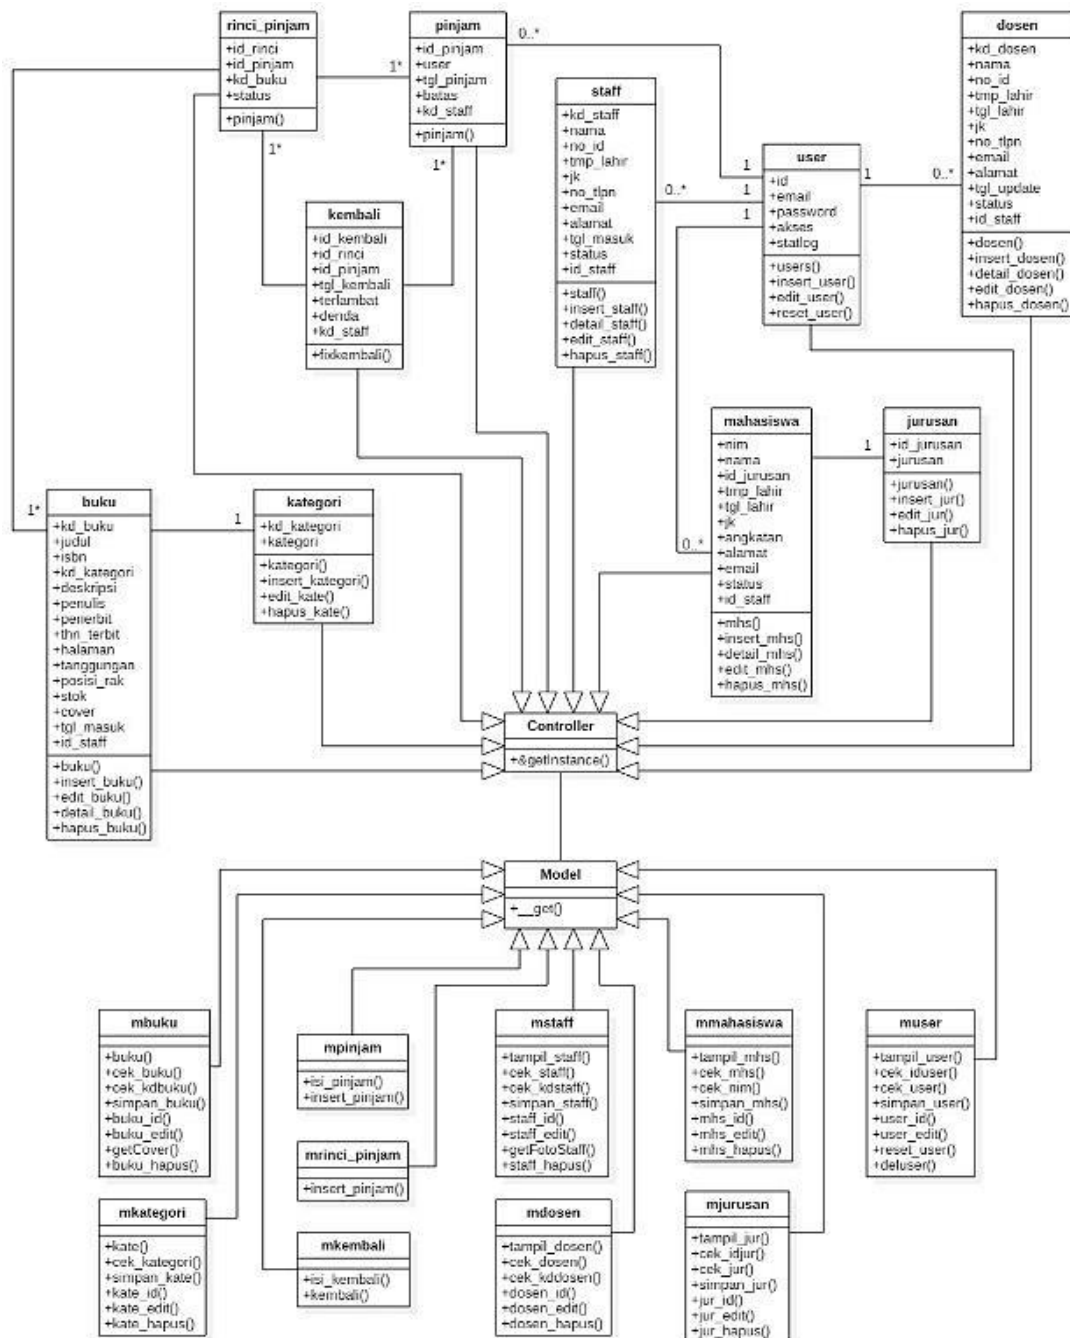 rinci_pinjam
+id_rinci
+id_pinjam
+kd_buku
+status
+pinjam()
1*
1*
pinjam
+id_pinjam
+user
+tgl_pinjam
+batas
+kd_staff
+pinjam()
0..*
1*
kembali
+id_kembali
+id_rinci
+id_pinjam
+tgl_kembali
+terlambat
+denda
+kd_staff
+fixkembali()
staff
+kd_staff
+nama
+no_id
+tmp_lahir
+jk
+no_tlpn
+email
+alamat
+tgl_masuk
+status
+id_staff
+staff()
+insert_staff()
+detail_staff()
+edit_staff()
+hapus_staff()
0..*
1
1
1
user
+id
+email
+password
+akses
+statlog
+users()
+insert_user()
+edit_user()
+reset_user()
1
0..*
dosen
+kd_dosen
+nama
+no_id
+tmp_lahir
+tgl_lahir
+jk
+no_tlpn
+email
+alamat
+tgl_update
+status
+id_staff
+dosen()
+insert_dosen()
+detail_dosen()
+edit_dosen()
+hapus_dosen()
mahasiswa
+nim
+nama
+id_jurusan
+tmp_lahir
+tgl_lahir
+jk
+angkatan
+alamat
+email
+status
+id_staff
+mhs()
+insert_mhs()
+detail_mhs()
+edit_mhs()
+hapus_mhs()
0..*
1
jurusan
+id_jurusan
+jurusan
+jurusan()
+insert_jur()
+edit_jur()
+hapus_jur()
1*
buku
+kd_buku
+judul
+isbn
+kd_kategori
+deskripsi
+penulis
+penerbit
+thn_terbit
+halaman
+tanggungan
+posisi_rak
+stok
+cover
+tgl_masuk
+id_staff
+buku()
+insert_buku()
+edit_buku()
+detail_buku()
+hapus_buku()
1
kategori
+kd_kategori
+kategori
+kategori()
+insert_kategori()
+edit_kate()
+hapus_kate()
Controller
+&getInstance()
Model
+__get()
mbuku
+buku()
+cek_buku()
+cek_kdbuku()
+simpan_buku()
+buku_id()
+buku_edit()
+getCover()
+buku_hapus()
mpinjam
+isi_pinjam()
+insert_pinjam()
mstaff
+tampil_staff()
+cek_staff()
+cek_kdstaff()
+simpan_staff()
+staff_id()
+staff_edit()
+getFotoStaff()
+staff_hapus()
mmahasiswa
+tampil_mhs()
+cek_mhs()
+cek_nim()
+simpan_mhs()
+mhs_id()
+mhs_edit()
+mhs_hapus()
muser
+tampil_user()
+cek_iduser()
+cek_user()
+simpan_user()
+user_id()
+user_edit()
+reset_user()
+deluser()
mrinci_pinjam
+insert_pinjam()
mkategori
+kate()
+cek_kategori()
+simpan_kate()
+kate_id()
+kate_edit()
+kate_hapus()
mkembali
+isi_kembali()
+kembali()
mdosen
+tampil_dosen()
+cek_dosen()
+cek_kddosen()
+dosen_id()
+dosen_edit()
+dosen_hapus()
mjurusan
+tampil_jur()
+cek_idjur()
+cek_jur()
+simpan_jur()
+jur_id()
+jur_edit()
+jur_hapus()